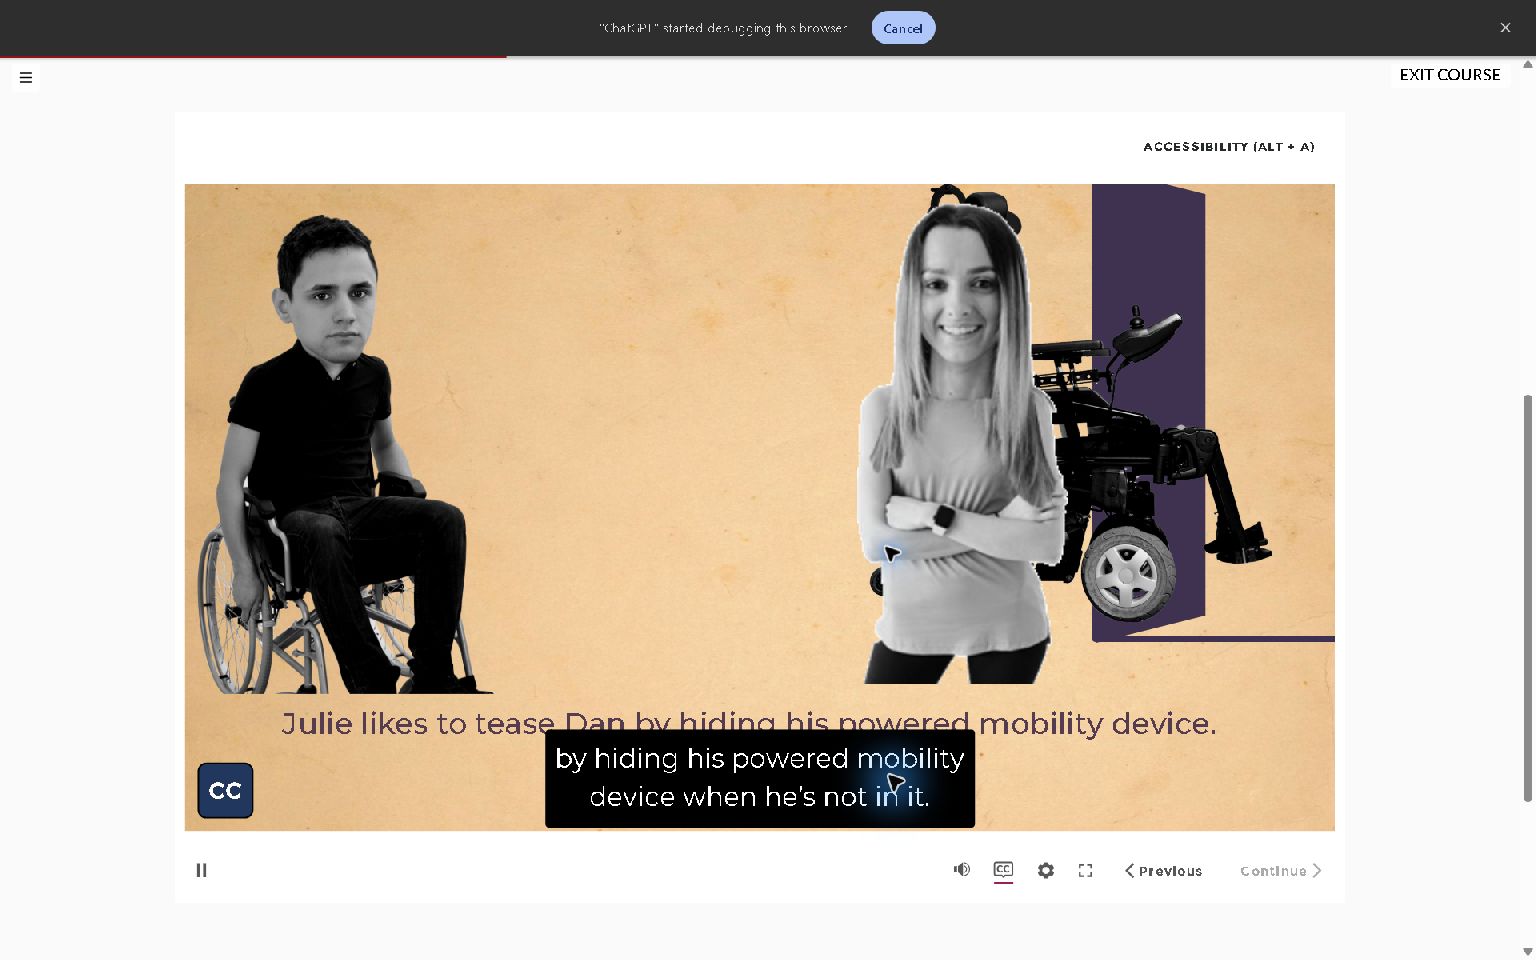 "ChatGPT" started debugging this browser
Cancel
EXIT COURSE
ACCESSIBILITY (ALT + A)
Julie likes to tease Dan by hiding his powered mobility device.
by hiding his powered mobility
device when he's not in it.
CC
CC
Previous
Continue